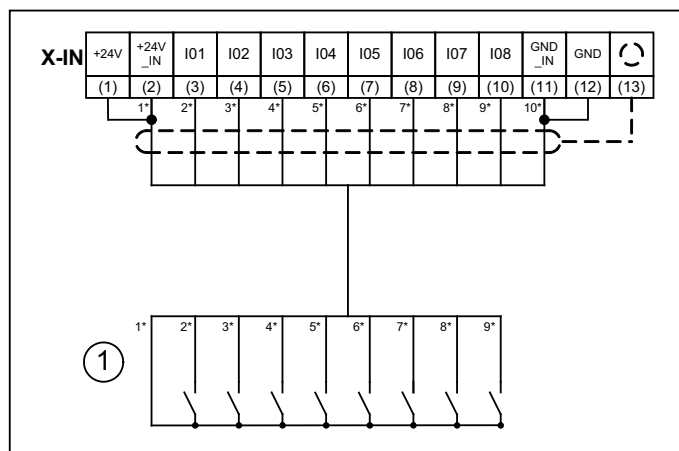 X-IN +24V +24V _IN I01 I02 I03 I04 I05 I06 I07 I08 GND _IN GND
(1) (2) (3) (4) (5) (6) (7) (8) (9) (10) (11) (12) (13)
1* 2* 3* 4* 5* 6* 7* 8* 9* 10*
1* 2* 3* 4* 5* 6* 7* 8* 9*
1